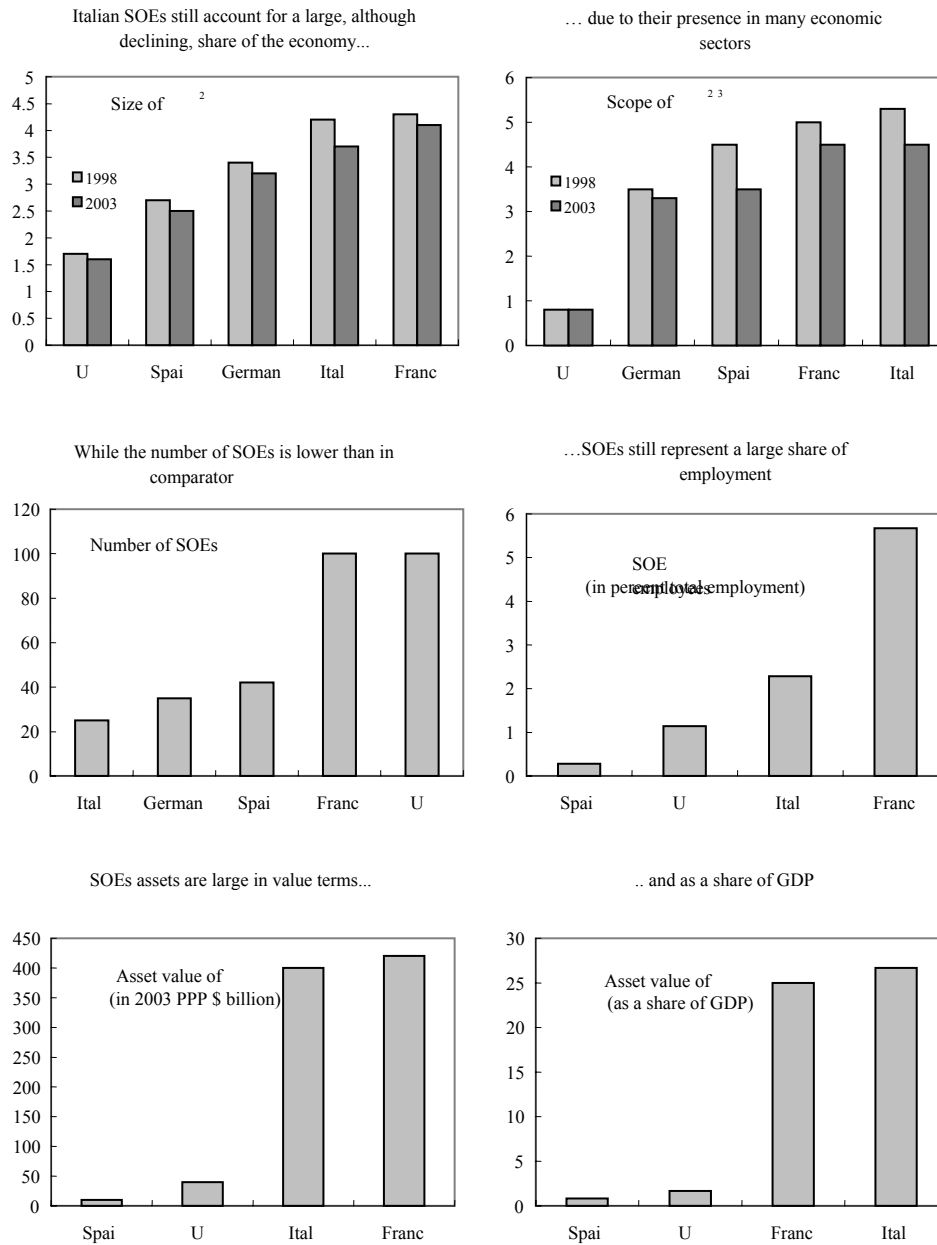 Italian SOEs still account for a large, although
declining, share of the economy...
5
4.5
4
3.5
3
2.5
2
1.5
1
0.5
0
Size of 2
1998
2003
U Spai German Ital Franc
… due to their presence in many economic
sectors
6
5
4
3
2
1
0
Scope of 2 3
1998
2003
U German Spai Franc Ital
While the number of SOEs is lower than in
comparator
120
100
80
60
40
20
0
Number of SOEs
Ital German Spai Franc U
…SOEs still represent a large share of
employment
6
5
4
3
2
1
0
SOE
employees
(in percent total employment)
Spai U Ital Franc
SOEs assets are large in value terms...
450
400
350
300
250
200
150
100
50
0
Asset value of
(in 2003 PPP $ billion)
Spai U Ital Franc
.. and as a share of GDP
30
25
20
15
10
5
0
Asset value of
(as a share of GDP)
Spai U Franc Ital